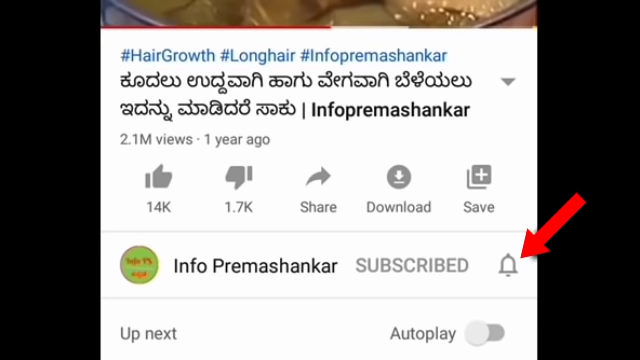 #HairGrowth #Longhair #Infopremashankar
ಕೂದಲು ಉದ್ದವಾಗಿ ಹಾಗು ವೇಗವಾಗಿ ಬೆಳೆಯಲು
ಇದನ್ನು ಮಾಡಿದರೆ ಸಾಕು | Infopremashankar
2.1M views · 1 year ago
14K 1.7K Share Download Save
Info Premashankar SUBSCRIBED
Up next Autoplay